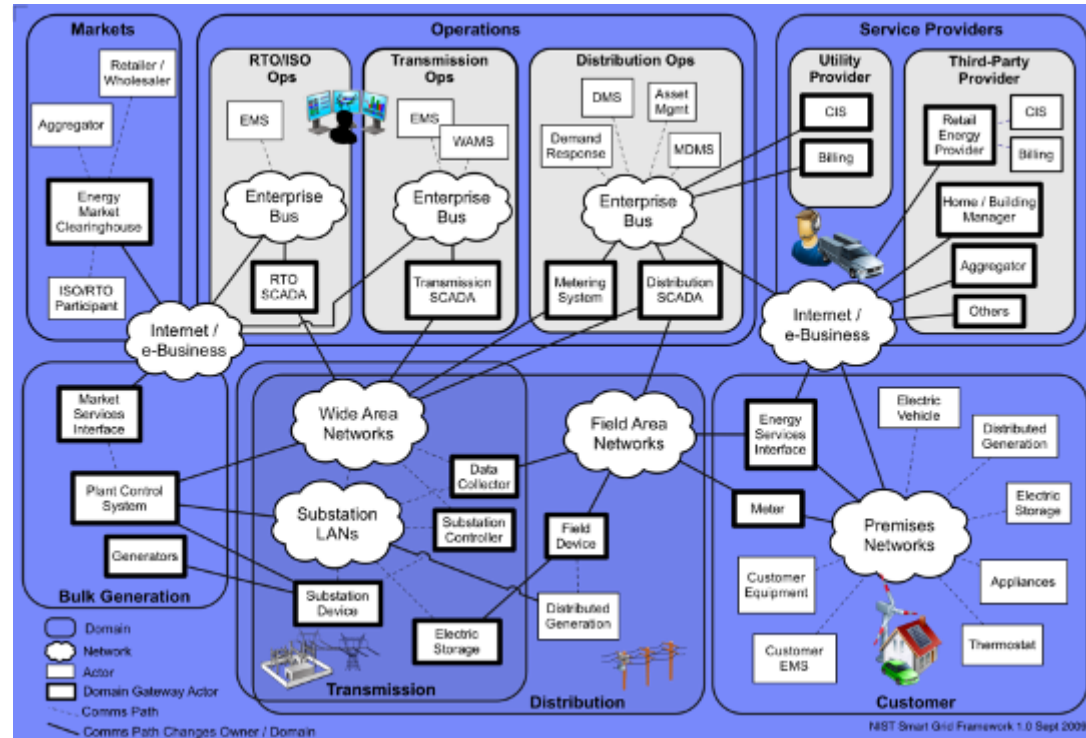 Markets
Retailer /
Wholesaler
Aggregator
Energy
Market
Clearinghouse
ISO/RTO
Participant
Internet /
e-Business
Operations
RTO/ISO
Ops
EMS
Enterprise
Bus
RTO
SCADA
Transmission
Ops
EMS
WAMS
Enterprise
Bus
Transmission
SCADA
Distribution Ops
DMS
Asset
Mgmt
Demand
Response
MDMS
Enterprise
Bus
Metering
System
Distribution
SCADA
Service Providers
Utility
Provider
CIS
Billing
Third-Party
Provider
Retail
Energy
Provider
CIS
Billing
Home / Building
Manager
Aggregator
Others
Internet /
e-Business
Market
Services
Interface
Plant Control
System
Generators
Bulk Generation
Wide Area
Networks
Substation
LANs
Data
Collector
Substation
Controller
Substation
Device
Electric
Storage
Transmission
Field Area
Networks
Field
Device
Distributed
Generation
Distribution
Energy
Services
Interface
Meter
Electric
Vehicle
Distributed
Generation
Electric
Storage
Premises
Networks
Customer
Equipment
Appliances
Customer
EMS
Thermostat
Customer
Domain
Network
Actor
Domain Gateway Actor
Comms Path
Comms Path Changes Owner / Domain
NIST Smart Grid Framework 1.0 Sept 2009